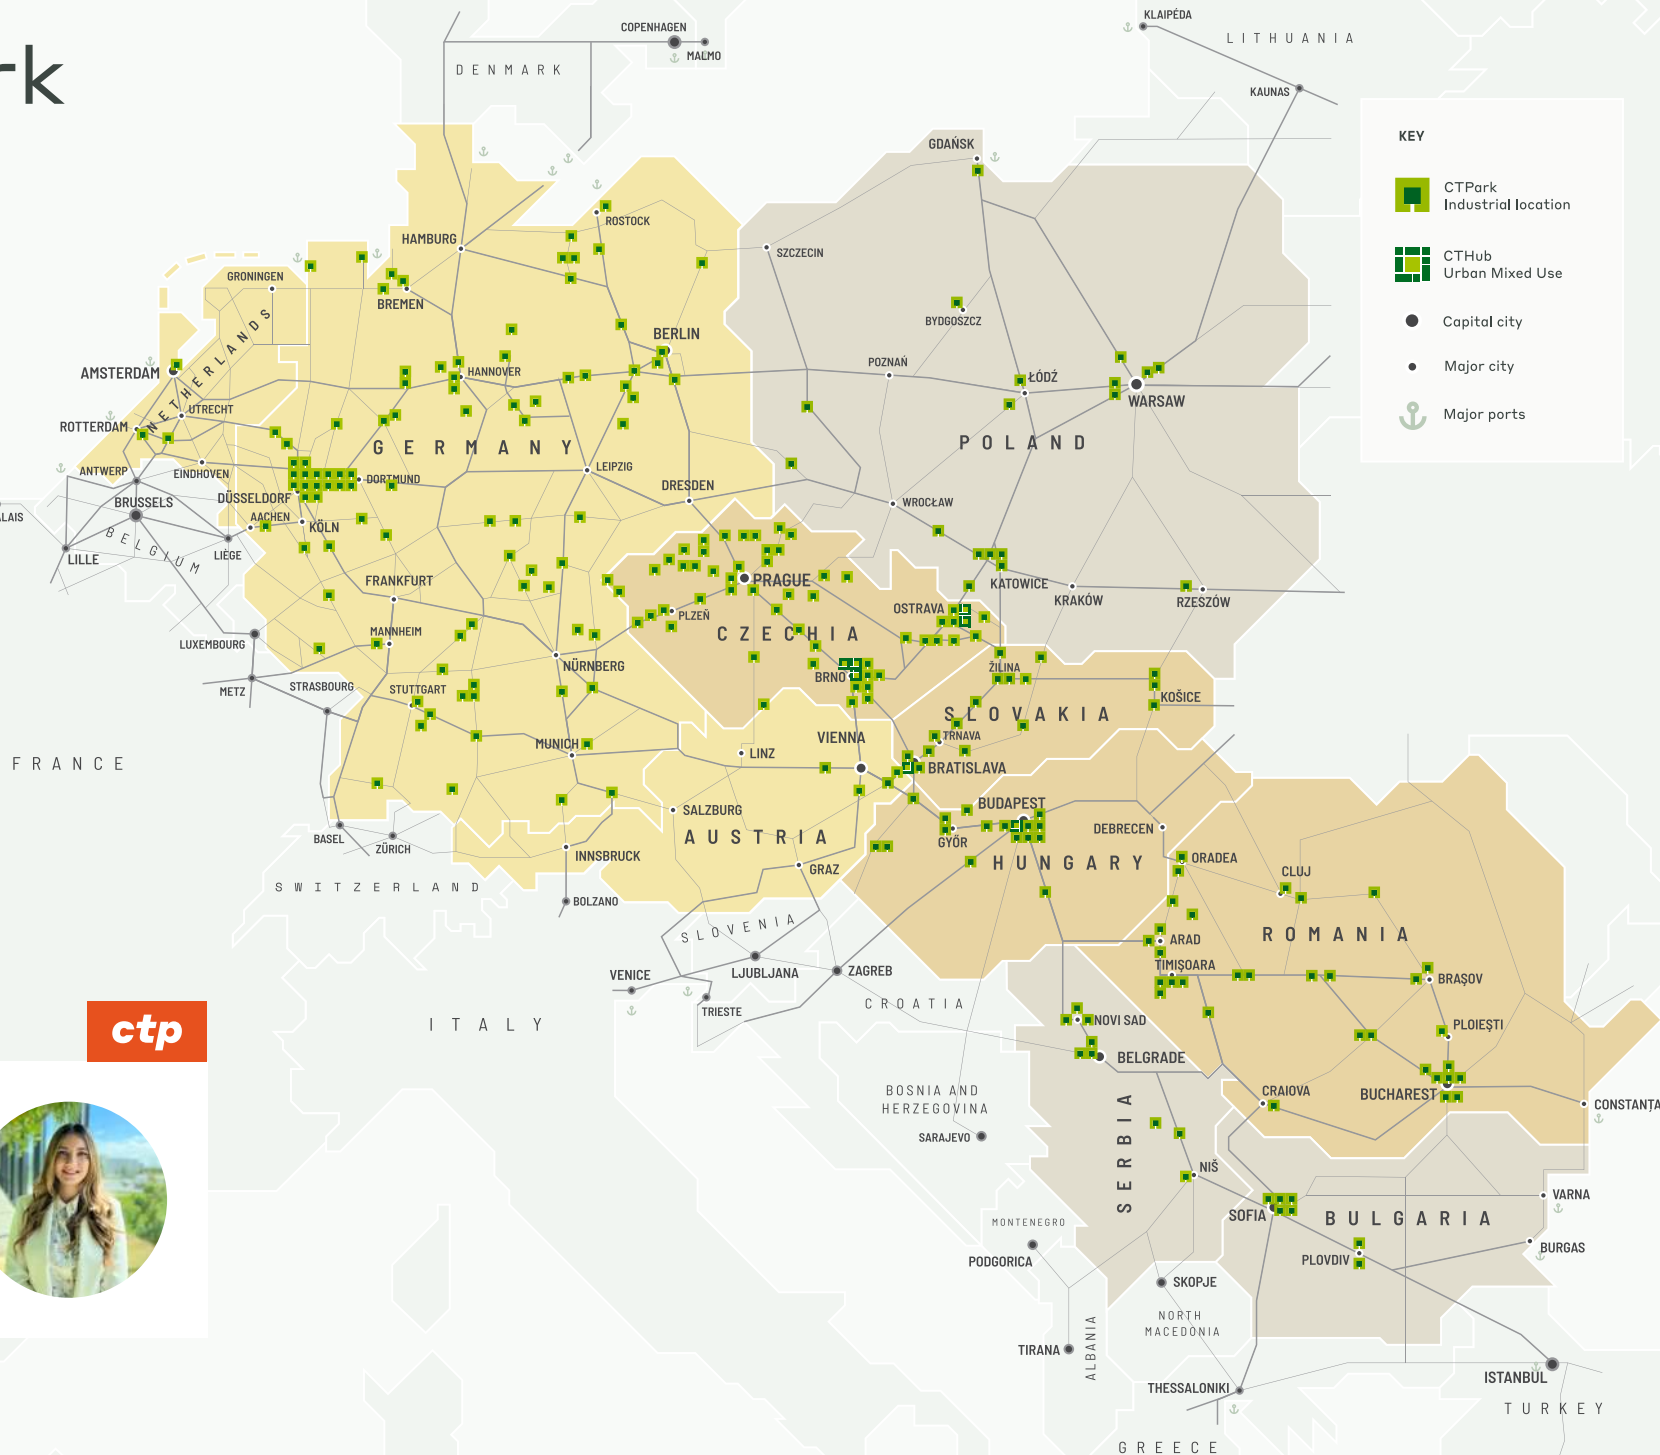 rk
KLAIPĖDA
LITHUANIA
COPENHAGEN
MALMO
DENMARK
KAUNAS
KEY
CTPark
Industrial location
CTHub
Urban Mixed Use
Capital city
Major city
Major ports
GDAŃSK
ROSTOCK
HAMBURG
SZCZECIN
GRONINGEN
BREMEN
BYDGOSZCZ
BERLIN
NETHERLANDS
AMSTERDAM
HANNOVER
POZNAŃ
ŁÓDŹ
WARSAW
UTRECHT
ROTTERDAM
GERMANY
POLAND
ANTWERP
EINDHOVEN
DORTMUND
LEIPZIG
DRESDEN
DÜSSELDORF
BRUSSELS
WROCŁAW
LAIS
AACHEN
KÖLN
BELGIUM
LIÈGE
LILLE
FRANKFURT
PRAGUE
KATOWICE
KRAKÓW
RZESZÓW
OSTRAVA
PLZEŇ
CZECHIA
MANNHEIM
LUXEMBOURG
NÜRNBERG
ŽILINA
BRNO
METZ
STRASBOURG
STUTTGART
KOŠICE
SLOVAKIA
MUNICH
VIENNA
TRNAVA
LINZ
BRATISLAVA
FRANCE
BUDAPEST
SALZBURG
DEBRECEN
BASEL
ZÜRICH
AUSTRIA
GYŐR
HUNGARY
INNSBRUCK
ORADEA
GRAZ
CLUJ
SWITZERLAND
BOLZANO
SLOVENIA
ARAD
ROMANIA
TIMIȘOARA
VENICE
LJUBLJANA
ZAGREB
BRAȘOV
TRIESTE
CROATIA
ITALY
NOVI SAD
PLOIEȘTI
ctp
BELGRADE
BOSNIA AND
HERZEGOVINA
CRAIOVA
BUCHAREST
CONSTANȚA
SARAJEVO
SERBIA
NIŠ
VARNA
SOFIA
BULGARIA
MONTENEGRO
PODGORICA
PLOVDIV
BURGAS
SKOPJE
NORTH
MACEDONIA
TIRANA
ALBANIA
ISTANBUL
THESSALONIKI
TURKEY
GREECE